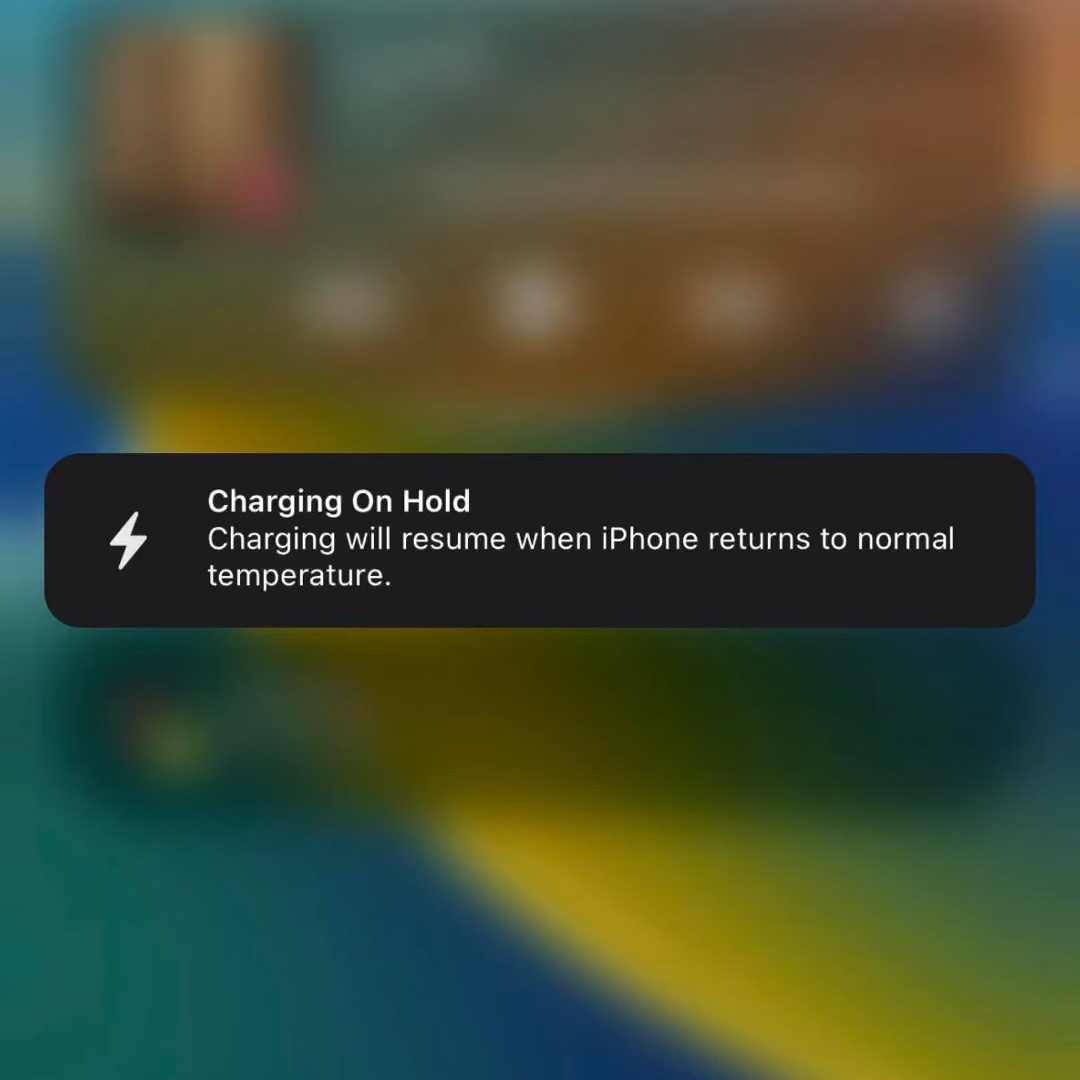 Charging On Hold
Charging will resume when iPhone returns to normal
temperature.